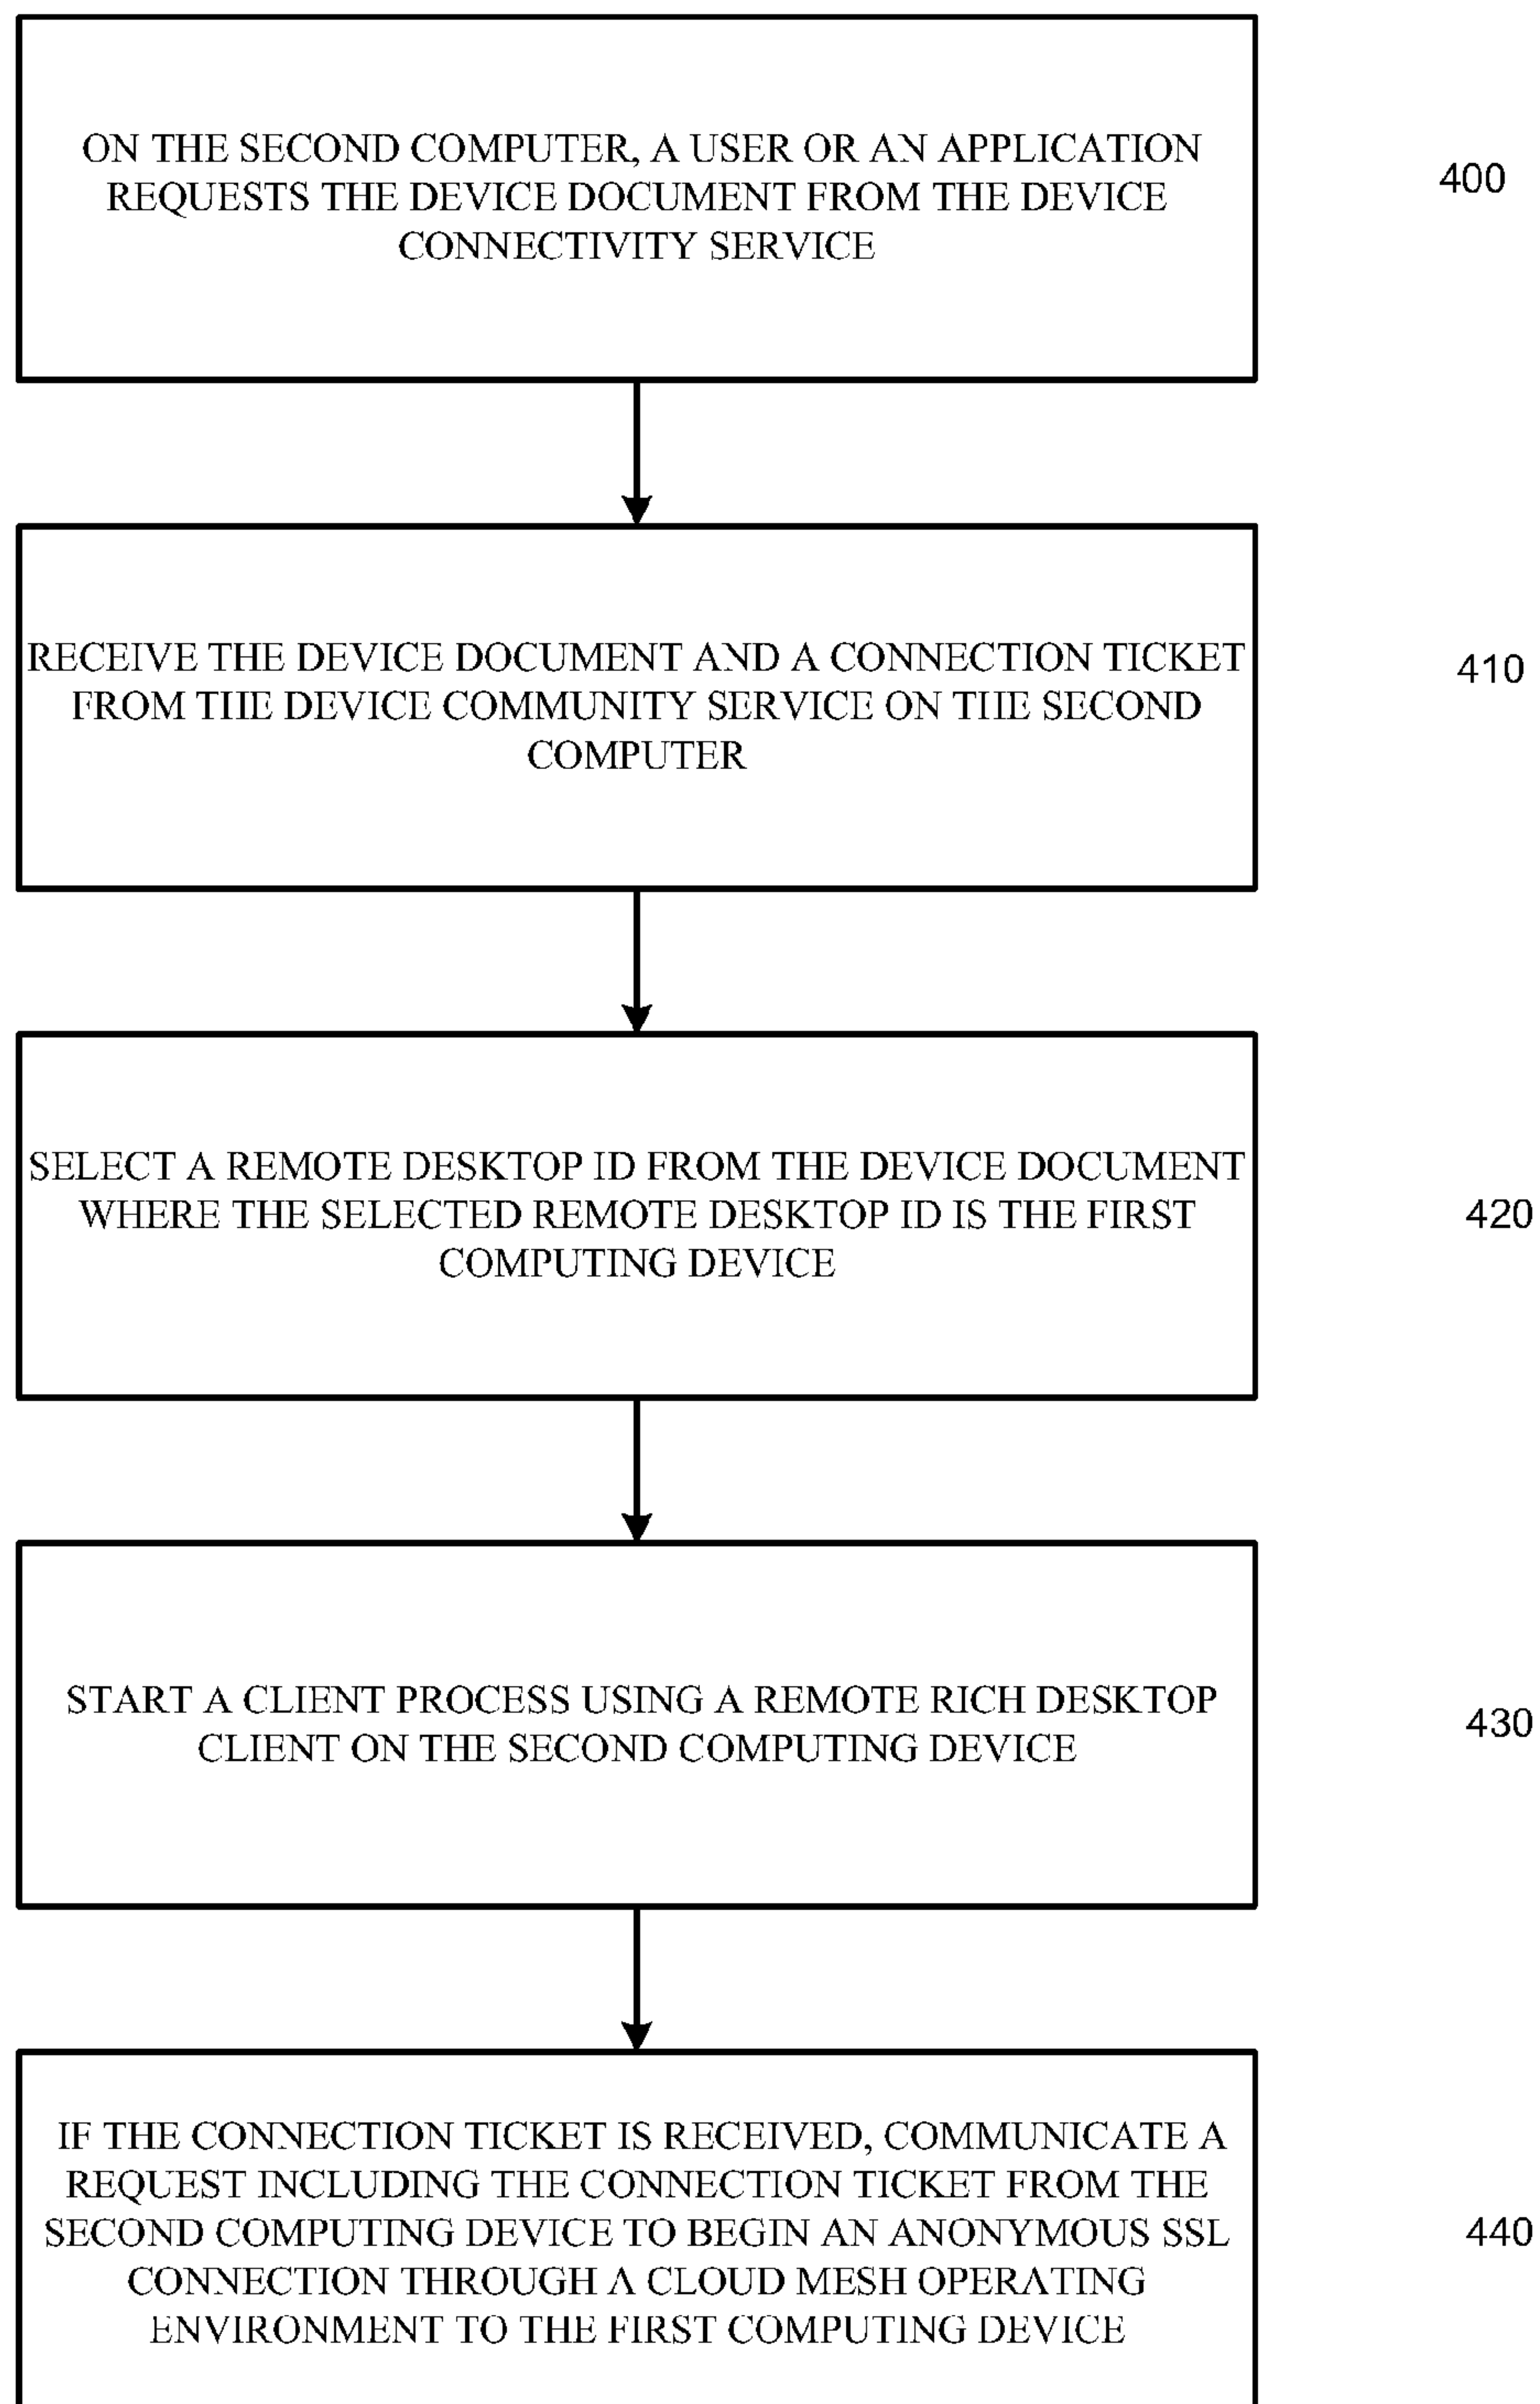 ON THE SECOND COMPUTER, A USER OR AN APPLICATION
REQUESTS THE DEVICE DOCUMENT FROM THE DEVICE
CONNECTIVITY SERVICE
400
RECEIVE THE DEVICE DOCUMENT AND A CONNECTION TICKET
FROM THE DEVICE COMMUNITY SERVICE ON THE SECOND
COMPUTER
410
SELECT A REMOTE DESKTOP ID FROM THE DEVICE DOCUMENT
WHERE THE SELECTED REMOTE DESKTOP ID IS THE FIRST
COMPUTING DEVICE
420
START A CLIENT PROCESS USING A REMOTE RICH DESKTOP
CLIENT ON THE SECOND COMPUTING DEVICE
430
IF THE CONNECTION TICKET IS RECEIVED, COMMUNICATE A
REQUEST INCLUDING THE CONNECTION TICKET FROM THE
SECOND COMPUTING DEVICE TO BEGIN AN ANONYMOUS SSL
CONNECTION THROUGH A CLOUD MESH OPERATING
ENVIRONMENT TO THE FIRST COMPUTING DEVICE
440